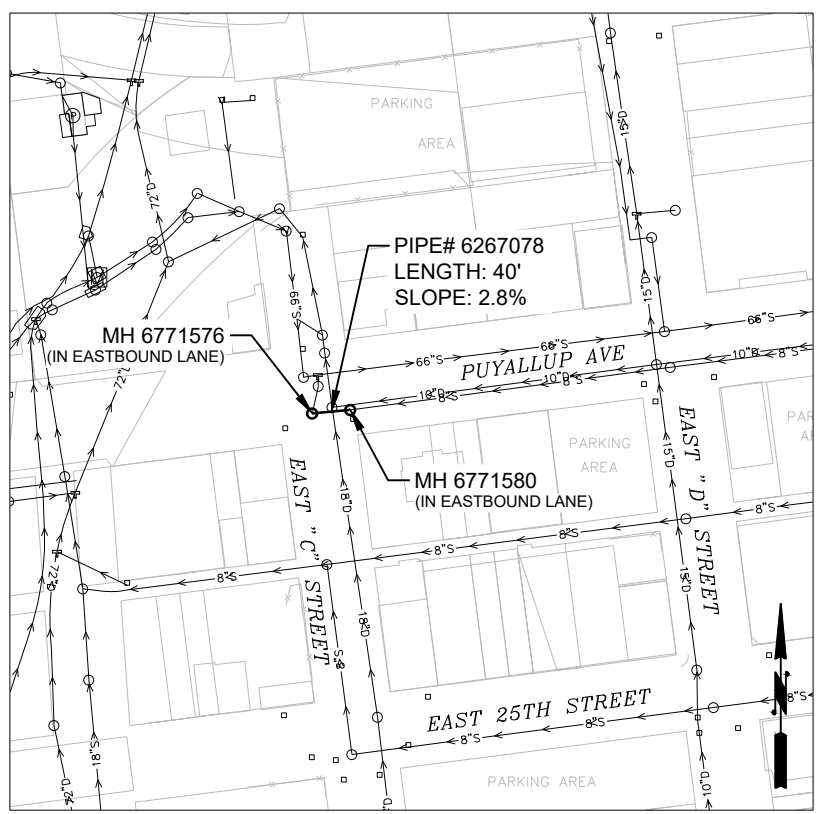 PARKING
AREA
15"D
15"D
72"D
PIPE# 6267078
LENGTH: 40'
SLOPE: 2.8%
P
66"S
15"D
MH 6771576
(IN EASTBOUND LANE)
66"S
66"S
66"S
PUYALLUP AVE
10"D
8"S
10"D
8"S
10"D
8"S
72"D
MH 6771580
(IN EASTBOUND LANE)
PARKING
AREA
EAST "C" STREET
EAST "D" STREET
18"D
15"D
8"S
8"S
8"S
8"S
72"D
18"D
15"D
8"S
EAST 25TH STREET
8"S
8"S
8"S
N
18"S
PARKING AREA
18"D
10"D